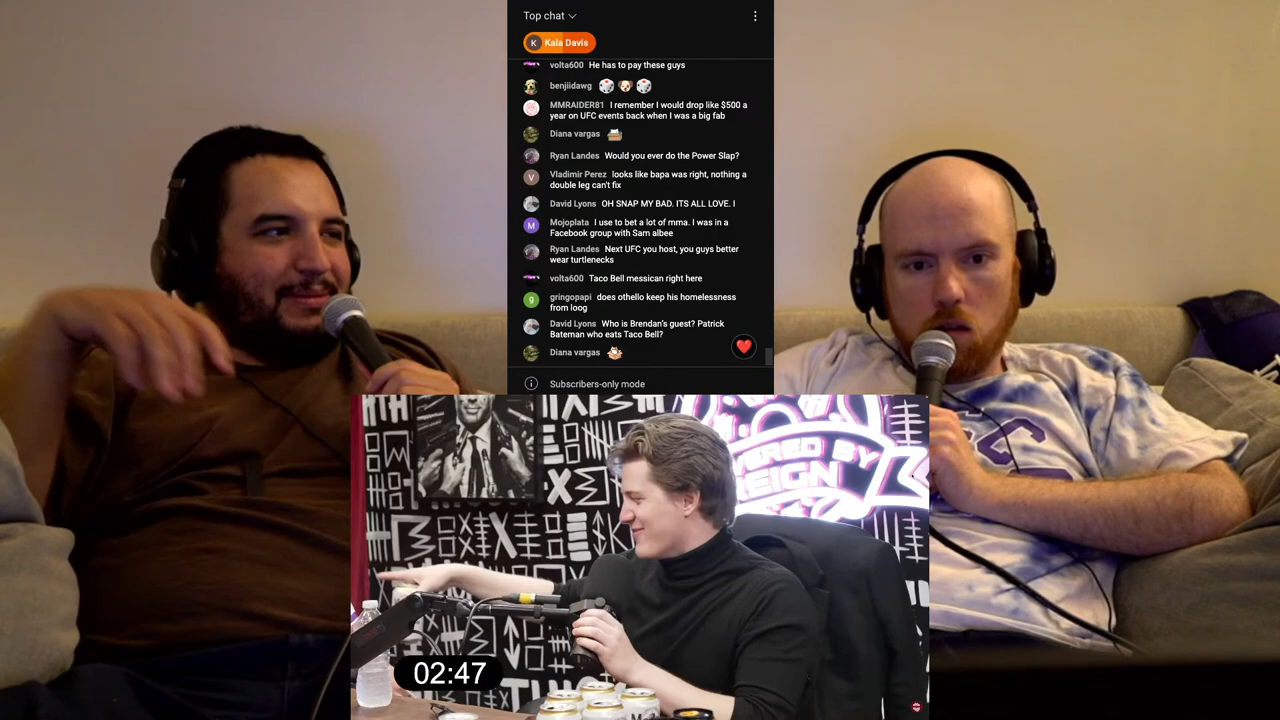 Top chat
K Kala Davis
volta600 He has to pay these guys
benjiidawg
MMRAIDER81 I remember I would drop like $500 a
year on UFC events back when I was a big fab
Diana vargas
Ryan Landes Would you ever do the Power Slap?
V Vladimir Perez looks like bapa was right, nothing a
double leg can't fix
David Lyons OH SNAP MY BAD. ITS ALL LOVE. I
M Mojoplata I use to bet a lot of mma. I was in a
Facebook group with Sam albee
Ryan Landes Next UFC you host, you guys better
wear turtlenecks
volta600 Taco Bell messican right here
g gringopapi does othello keep his homelessness
from loog
David Lyons Who is Brendan's guest? Patrick
Bateman who eats Taco Bell?
Diana vargas
Subscribers-only mode
VERED BY
EIGN
02:47